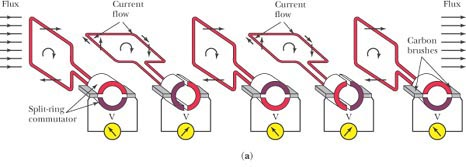 Flux
Current
flow
Current
flow
Flux
Carbon
brushes
Split-ring
commutator
V
V
V
V
V
(a)